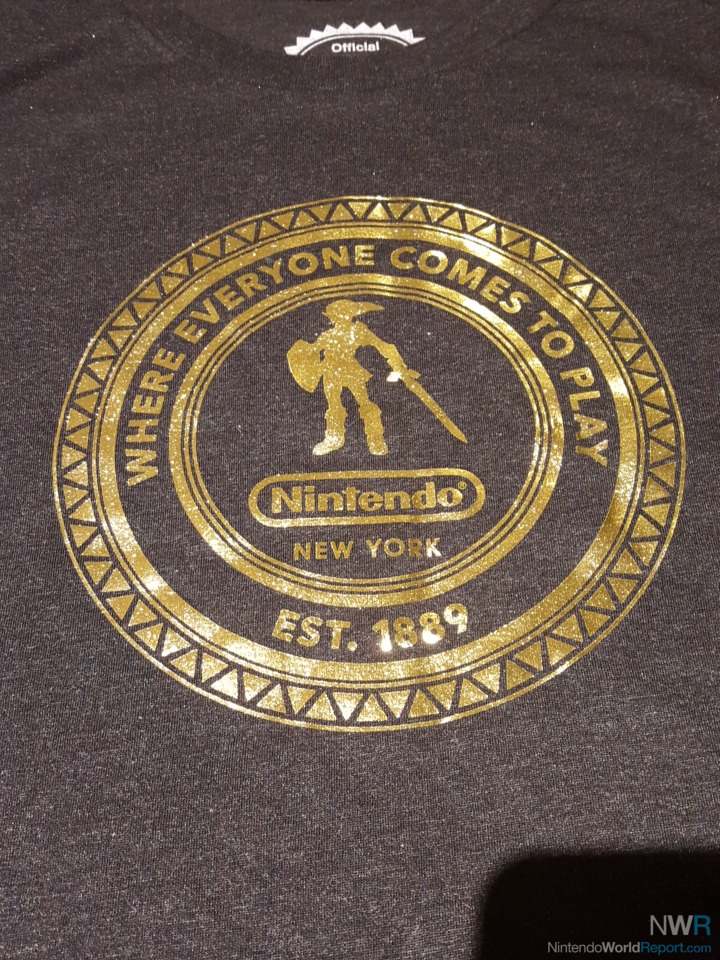 Official
WHERE EVERYONE COMES TO PLAY
Nintendo®
NEW YORK
EST. 1889
NWR
NintendoWorldReport.com